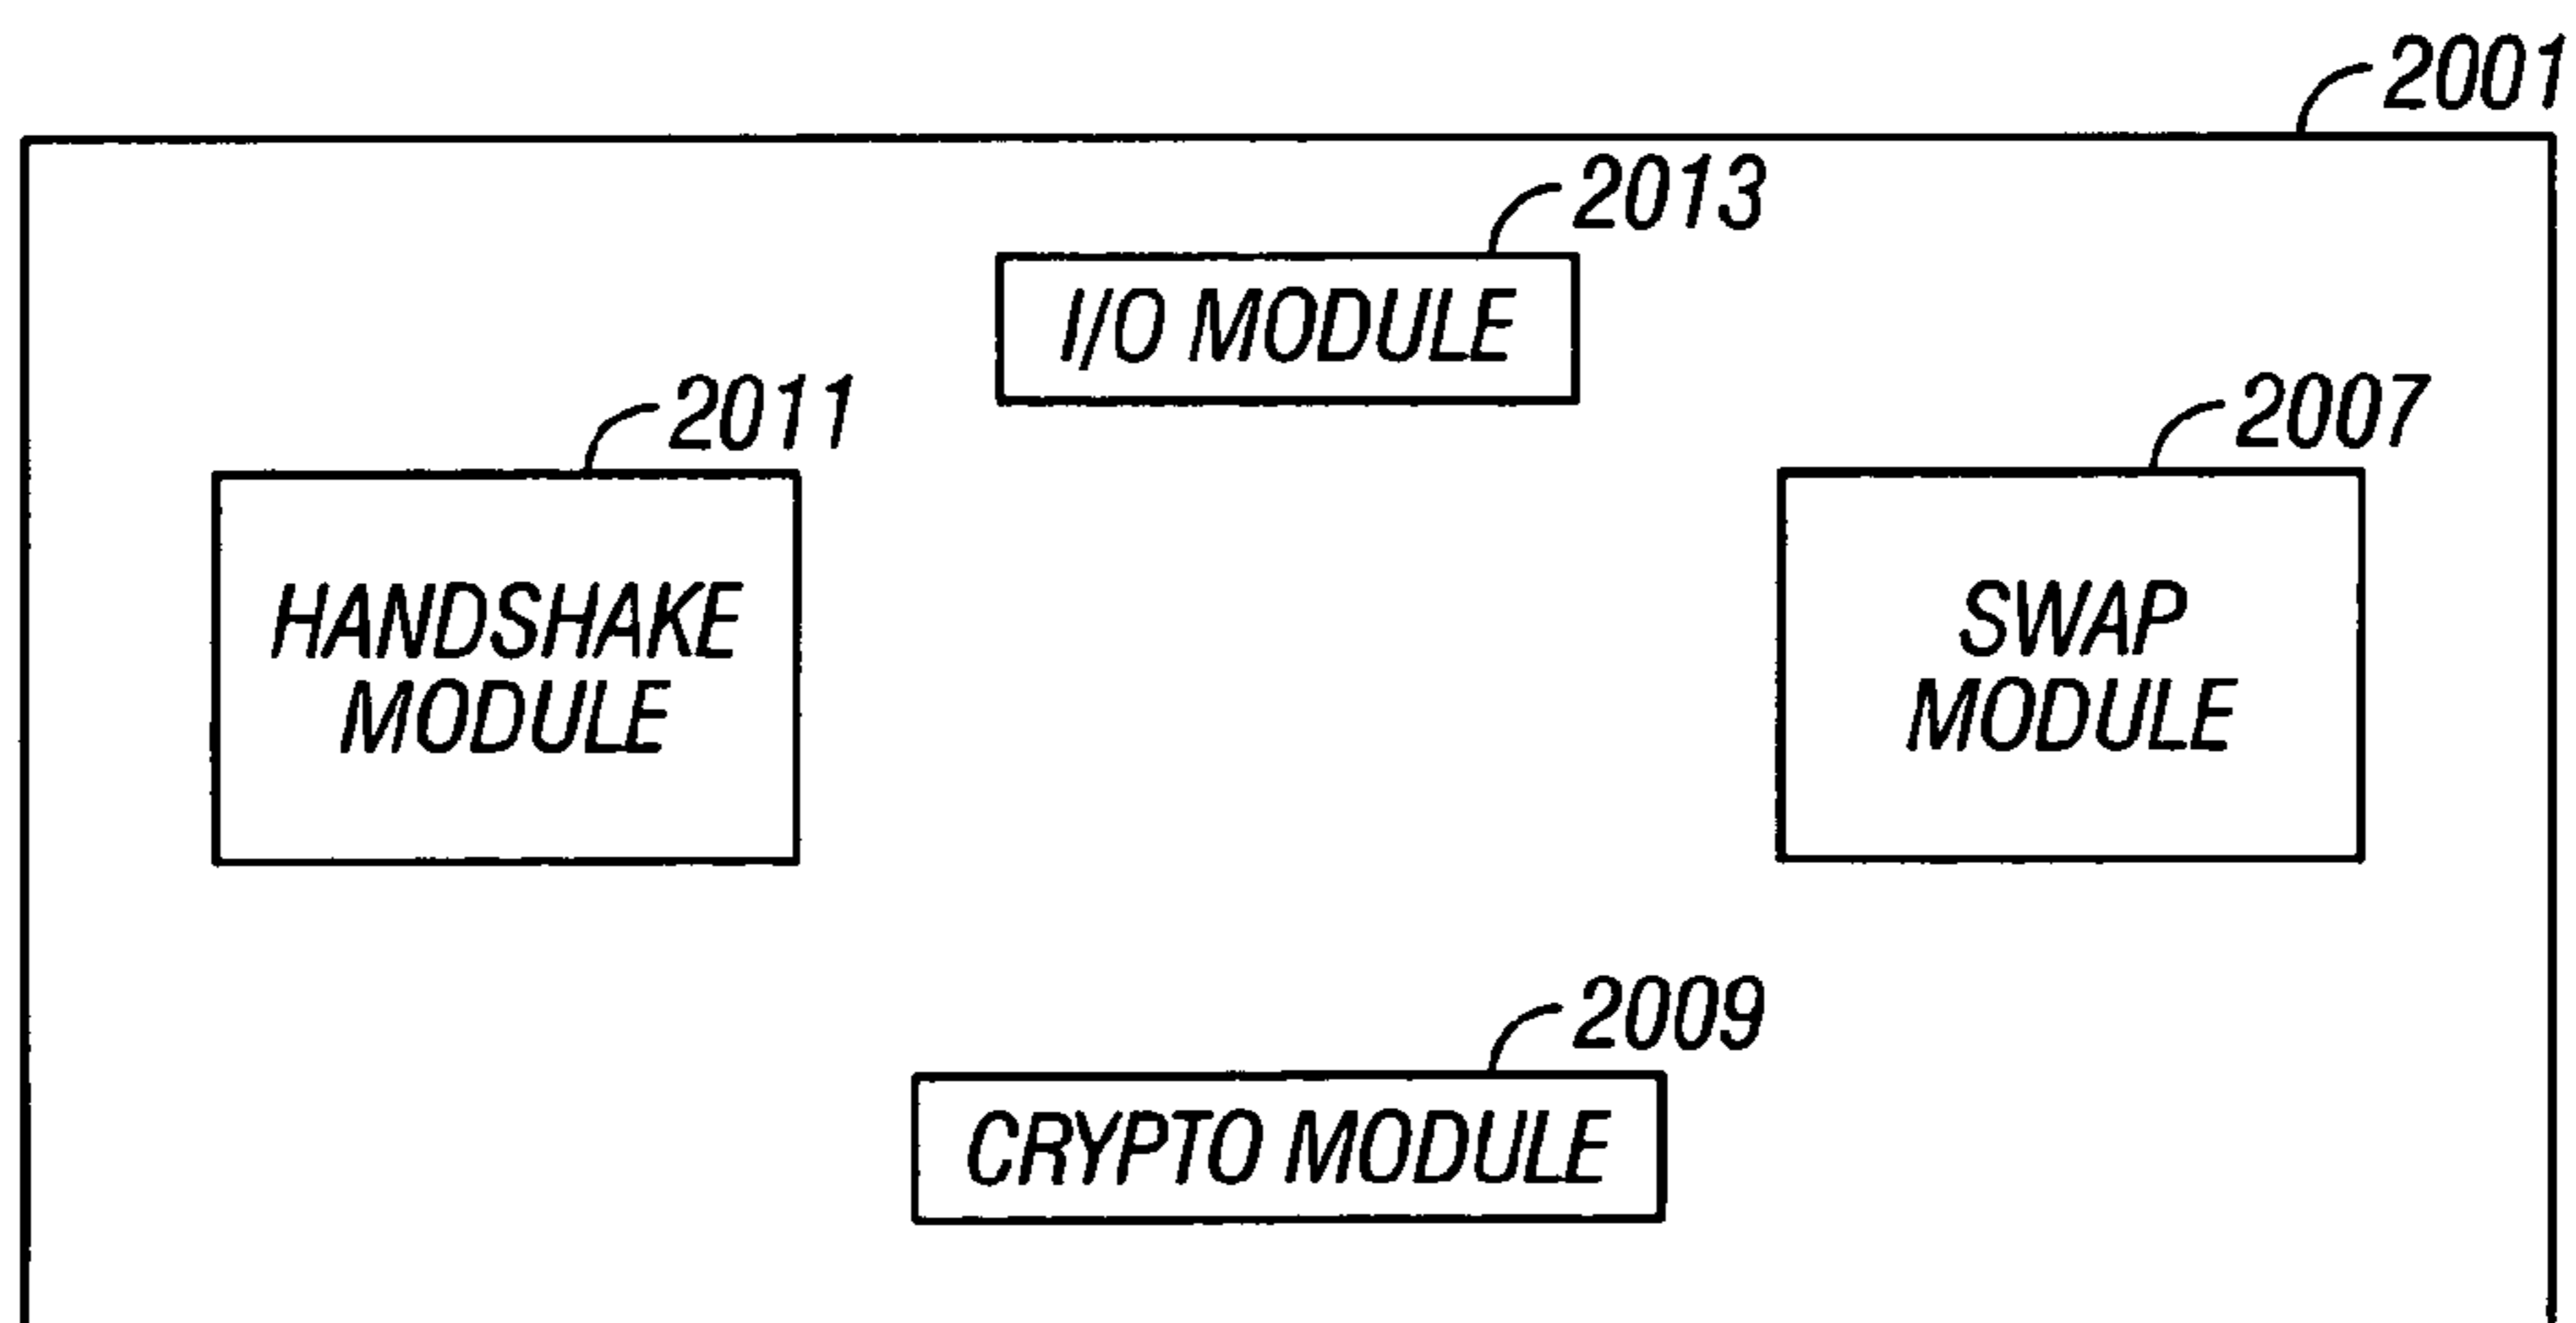 2001
2013
I/O MODULE
2011
2007
HANDSHAKE
MODULE
SWAP
MODULE
2009
CRYPTO MODULE